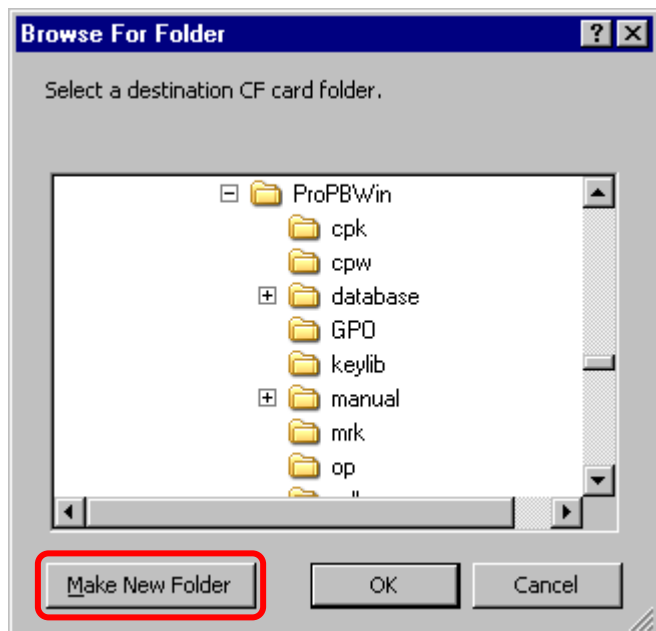 Browse For Folder
Select a destination CF card folder.
ProPBWin
cpk
cpw
database
GPO
keylib
manual
mrk
op
Make New Folder OK Cancel